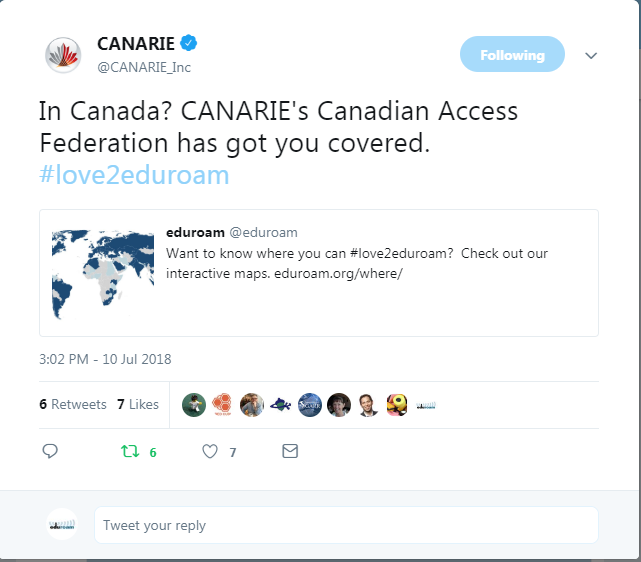 CANARIE
@CANARIE_Inc
Following
In Canada? CANARIE's Canadian Access
Federation has got you covered.
#love2eduroam
eduroam @eduroam
Want to know where you can #love2eduroam? Check out our
interactive maps. eduroam.org/where/
3:02 PM - 10 Jul 2018
6 Retweets 7 Likes
6 7
eduroam
Tweet your reply